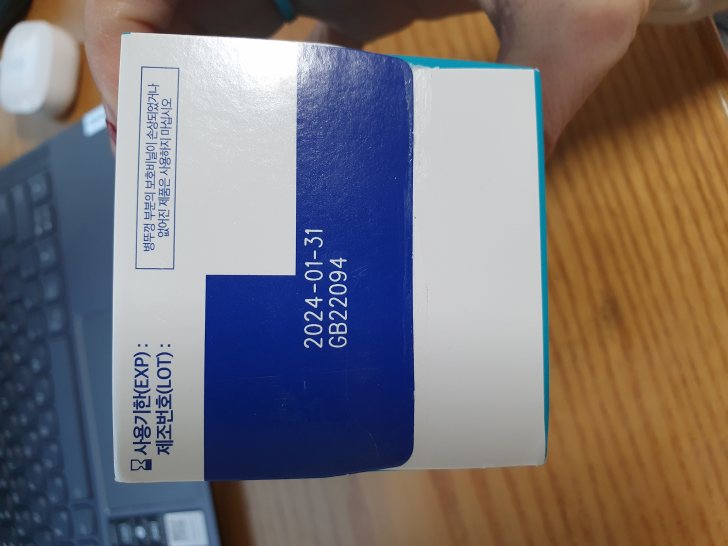 병뚜껑 부분의 보호비닐이 손상되었거나
없어진 제품은 사용하지 마십시오
사용기한(EXP) :
제조번호(LOT) :
2024-01-31
GB22094